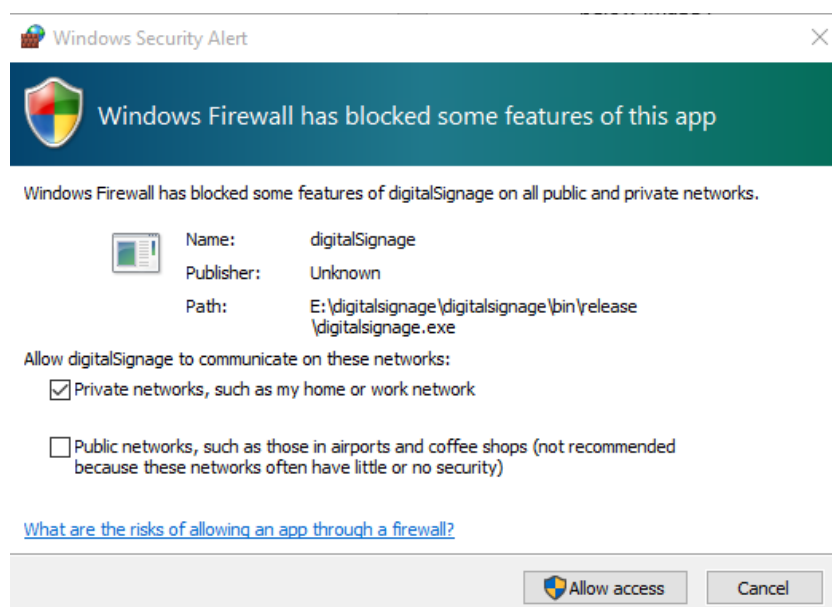 Windows Security Alert
Windows Firewall has blocked some features of this app
Windows Firewall has blocked some features of digitalSignage on all public and private networks.
Name: digitalSignage
Publisher: Unknown
Path: E:\digitalsignage\digitalsignage\bin\release
\digitalsignage.exe
Allow digitalSignage to communicate on these networks:
Private networks, such as my home or work network
Public networks, such as those in airports and coffee shops (not recommended
because these networks often have little or no security)
What are the risks of allowing an app through a firewall?
Allow access Cancel